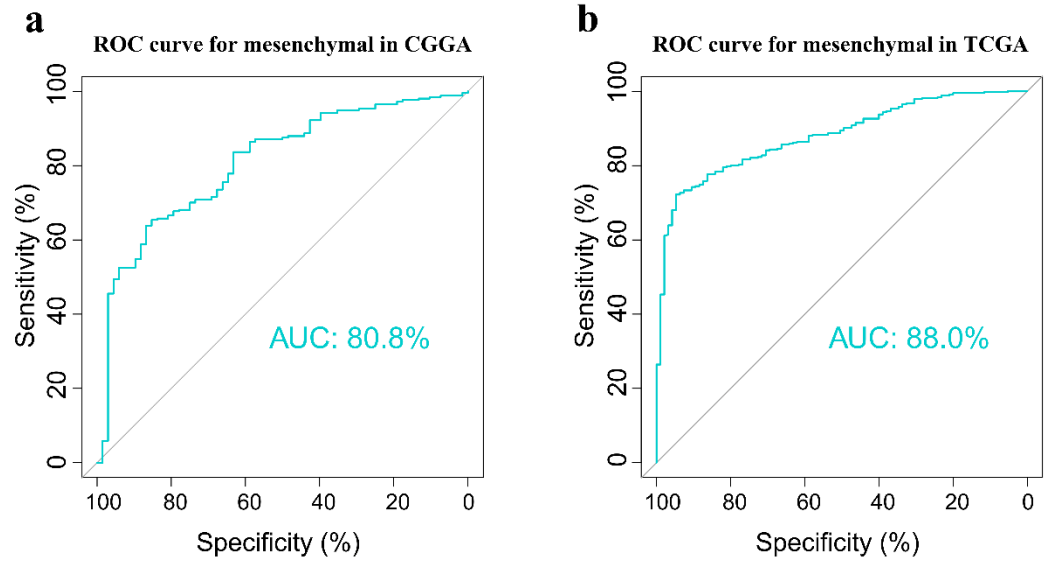 a
ROC curve for mesenchymal in CGGA
Sensitivity (%)
100
80
60
40
20
0
AUC: 80.8%
100 80 60 40 20 0
Specificity (%)
b
ROC curve for mesenchymal in TCGA
Sensitivity (%)
100
80
60
40
20
0
AUC: 88.0%
100 80 60 40 20 0
Specificity (%)